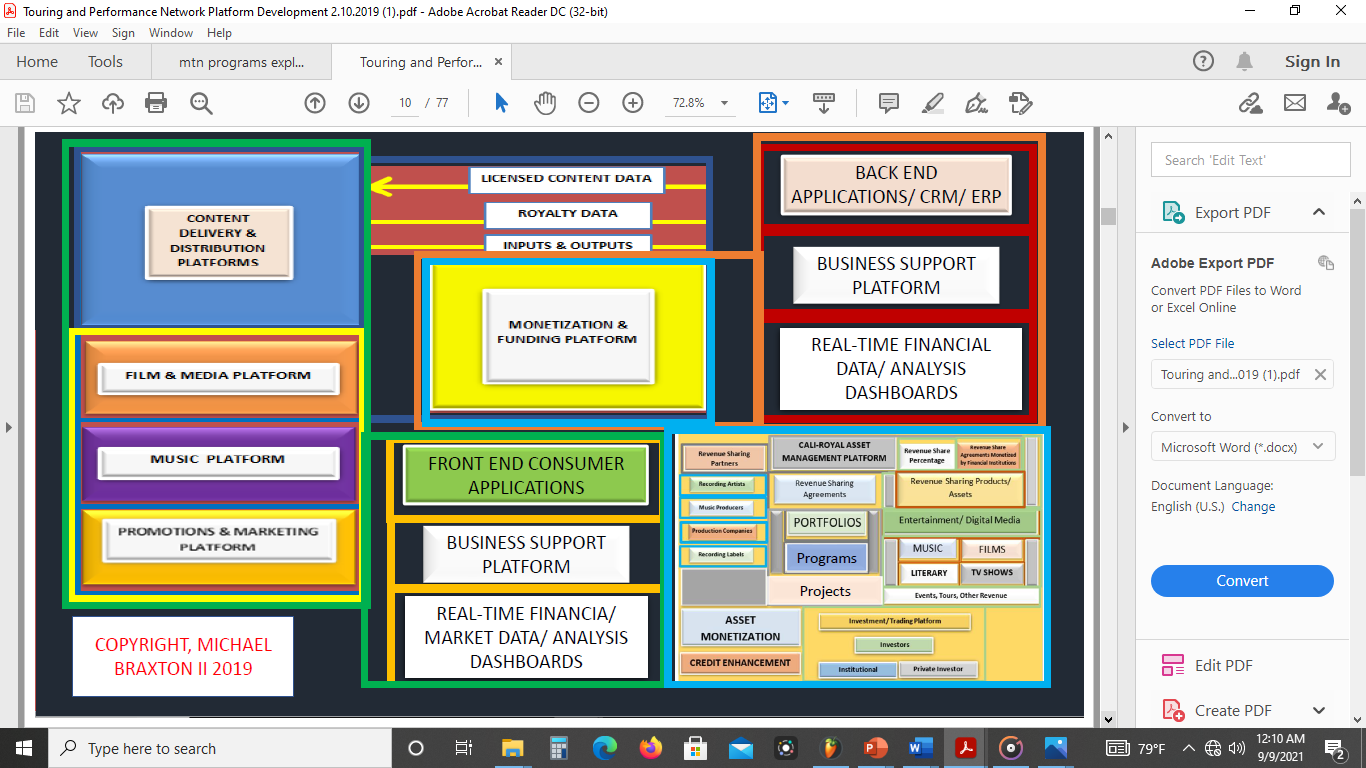 Touring and Performance Network Platform Development 2.10.2019 (1).pdf - Adobe Acrobat Reader DC (32-bit)
File Edit View Sign Window Help
Home Tools mtn programs expl... Touring and Perfor... ×
Sign In
10 / 77
72.8%
CONTENT
DELIVERY &
DISTRIBUTION
PLATFORMS
FILM & MEDIA PLATFORM
MUSIC PLATFORM
PROMOTIONS & MARKETING
PLATFORM
COPYRIGHT, MICHAEL
BRAXTON II 2019
LICENSED CONTENT DATA
ROYALTY DATA
INPUTS & OUTPUTS
MONETIZATION &
FUNDING PLATFORM
BACK END
APPLICATIONS/ CRM/ ERP
BUSINESS SUPPORT
PLATFORM
REAL-TIME FINANCIAL
DATA/ ANALYSIS
DASHBOARDS
FRONT END CONSUMER
APPLICATIONS
BUSINESS SUPPORT
PLATFORM
REAL-TIME FINANCIA/
MARKET DATA/ ANALYSIS
DASHBOARDS
Revenue Sharing
Partners
Recording Artists
Music Producers
Production Companies
Recording Labels
CALI-ROYAL ASSET
MANAGEMENT PLATFORM
Revenue Share
Percentage
Revenue Share
Agreements Monetized
by Financial Institutions
Revenue Sharing
Agreements
Revenue Sharing Products/
Assets
PORTFOLIOS
Programs
Projects
Entertainment/ Digital Media
MUSIC
FILMS
LITERARY
TV SHOWS
Events, Tours, Other Revenue
ASSET
MONETIZATION
CREDIT ENHANCEMENT
Investment/Trading Platform
Investors
Institutional
Private Investor
Search 'Edit Text'
Export PDF
Adobe Export PDF
Convert PDF Files to Word
or Excel Online
Select PDF File
Touring and...019 (1).pdf
Convert to
Microsoft Word (*.docx)
Document Language:
English (U.S.) Change
Convert
Edit PDF
Create PDF
Type here to search
79°F
12:10 AM
9/9/2021
2